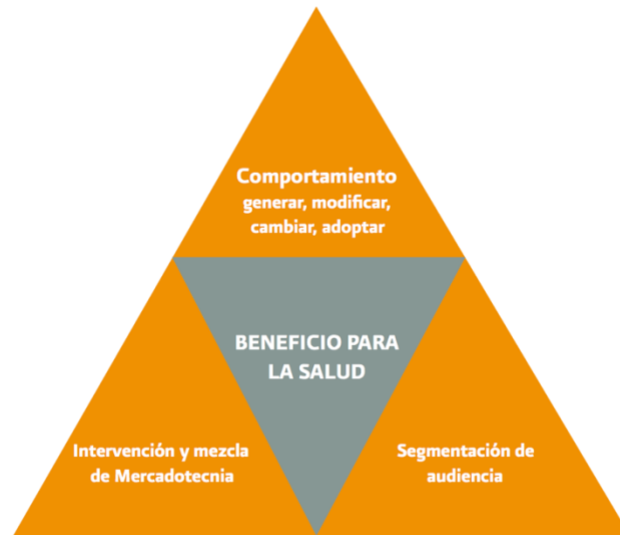 Comportamiento
generar, modificar,
cambiar, adoptar
BENEFICIO PARA
LA SALUD
Intervención y mezcla
de Mercadotecnia
Segmentación de
audiencia